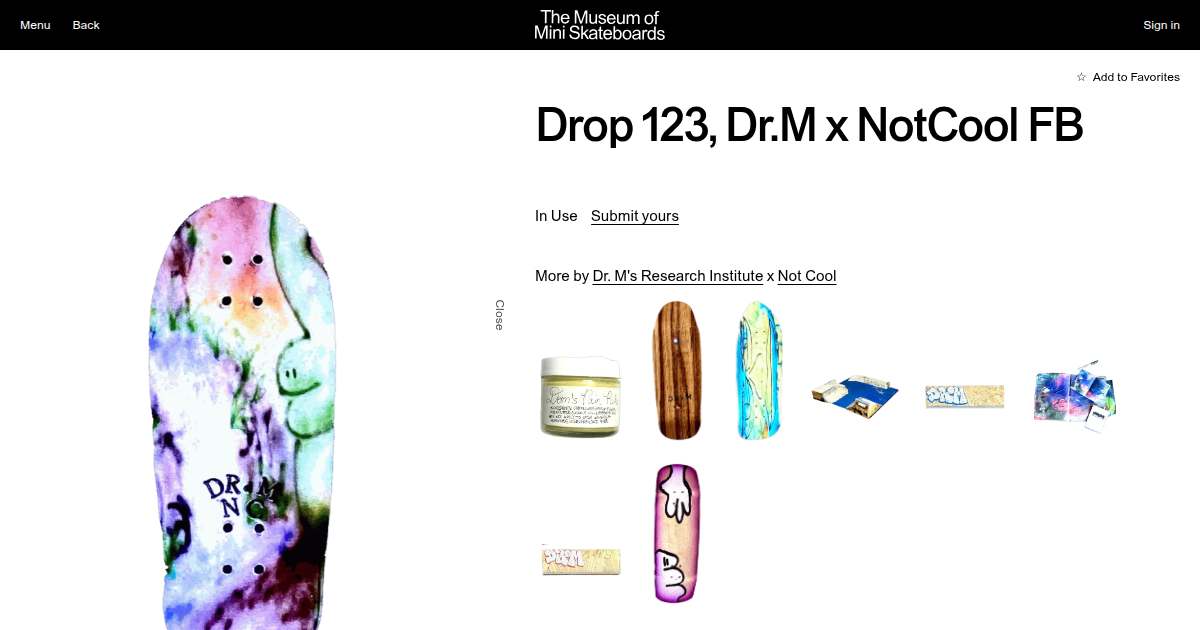 Menu
Back
The Museum of
Mini Skateboards
Sign in
☆ Add to Favorites
Drop 123, Dr.M x NotCool FB
In Use
Submit yours
More by Dr. M's Research Institute x Not Cool
Close
DR M
N C